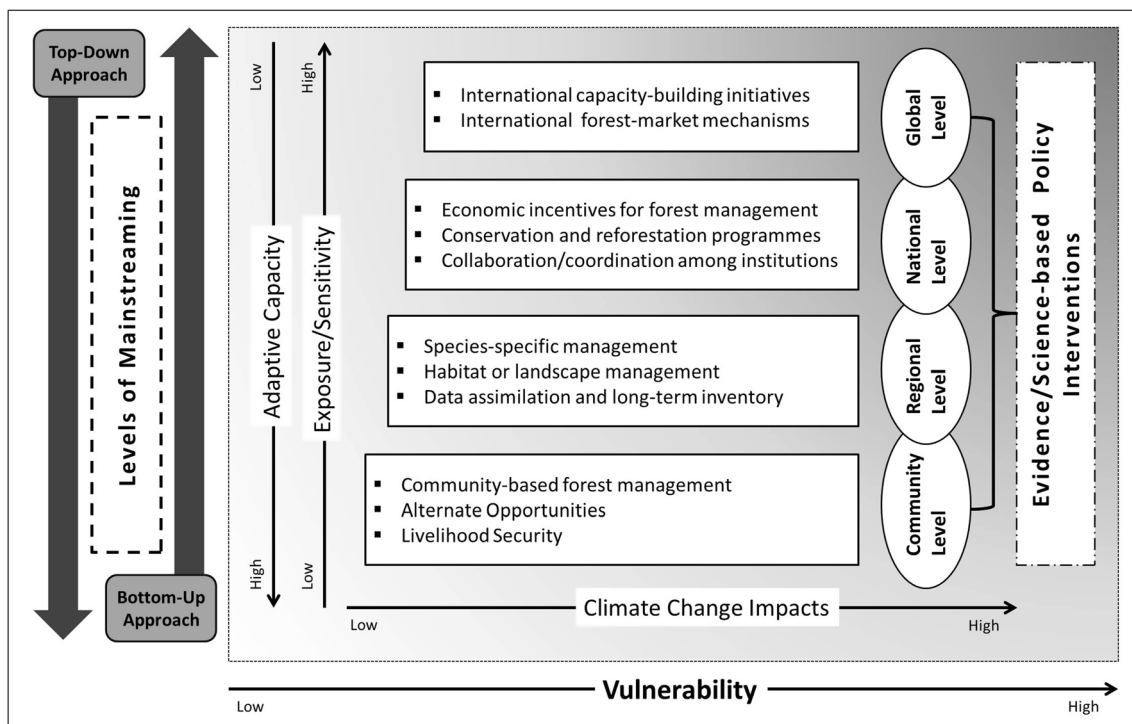 Top-Down
Approach
Levels of Mainstreaming
Bottom-Up
Approach
Low
High
Adaptive Capacity
Exposure/Sensitivity
High
Low
▪ International capacity-building initiatives
▪ International forest-market mechanisms
Global
Level
▪ Economic incentives for forest management
▪ Conservation and reforestation programmes
▪ Collaboration/coordination among institutions
National
Level
▪ Species-specific management
▪ Habitat or landscape management
▪ Data assimilation and long-term inventory
Regional
Level
▪ Community-based forest management
▪ Alternate Opportunities
▪ Livelihood Security
Community
Level
Evidence/Science-based Policy
Interventions
Climate Change Impacts
Low
High
Vulnerability
Low
High